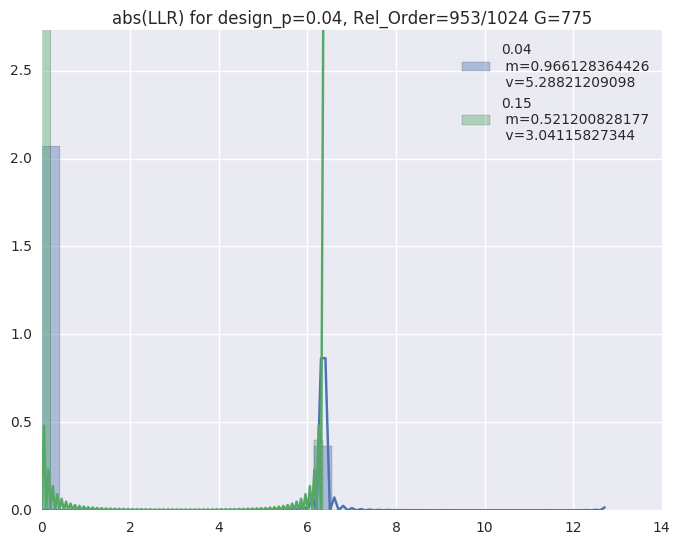 abs(LLR) for design_p=0.04, Rel_Order=953/1024 G=775
0.04
m=0.966128364426
v=5.28821209098
0.15
m=0.521200828177
v=3.04115827344
2.5
2.0
1.5
1.0
0.5
0.0
0 2 4 6 8 10 12 14